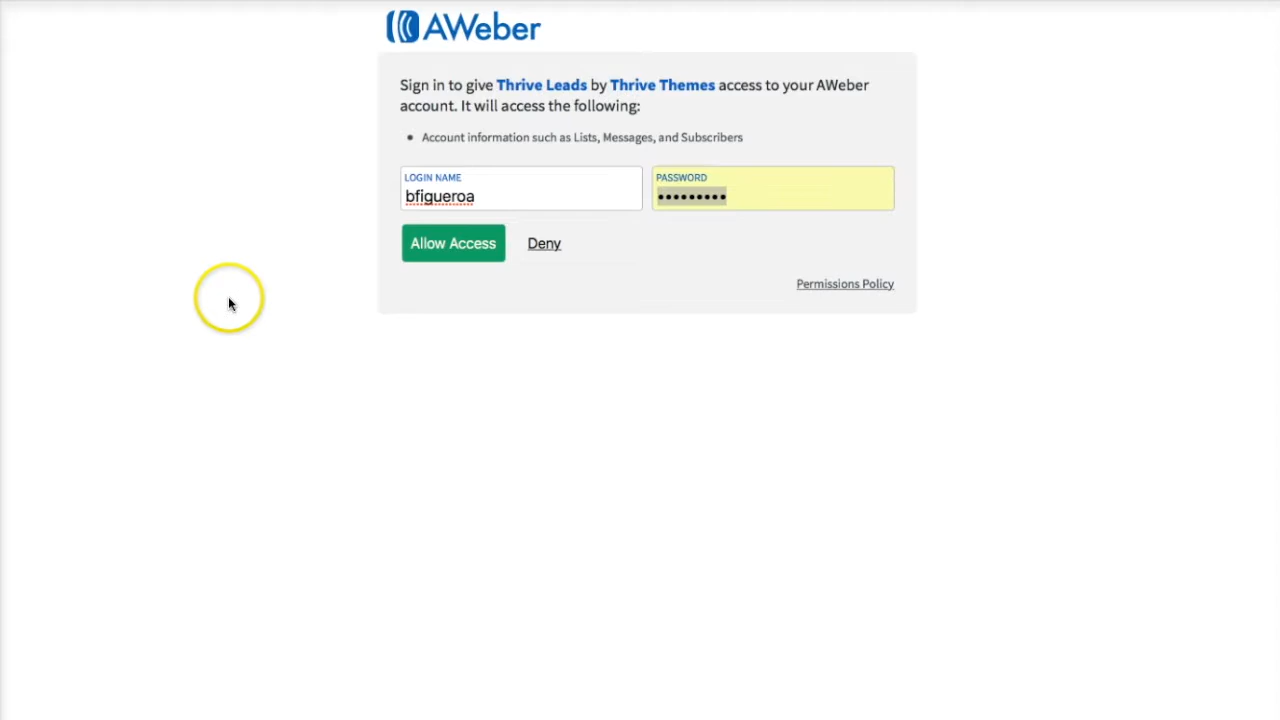 AWeber
Sign in to give Thrive Leads by Thrive Themes access to your AWeber
account. It will access the following:
• Account information such as Lists, Messages, and Subscribers
LOGIN NAME
bfigueroa
PASSWORD
•••••••••
Allow Access
Deny
Permissions Policy